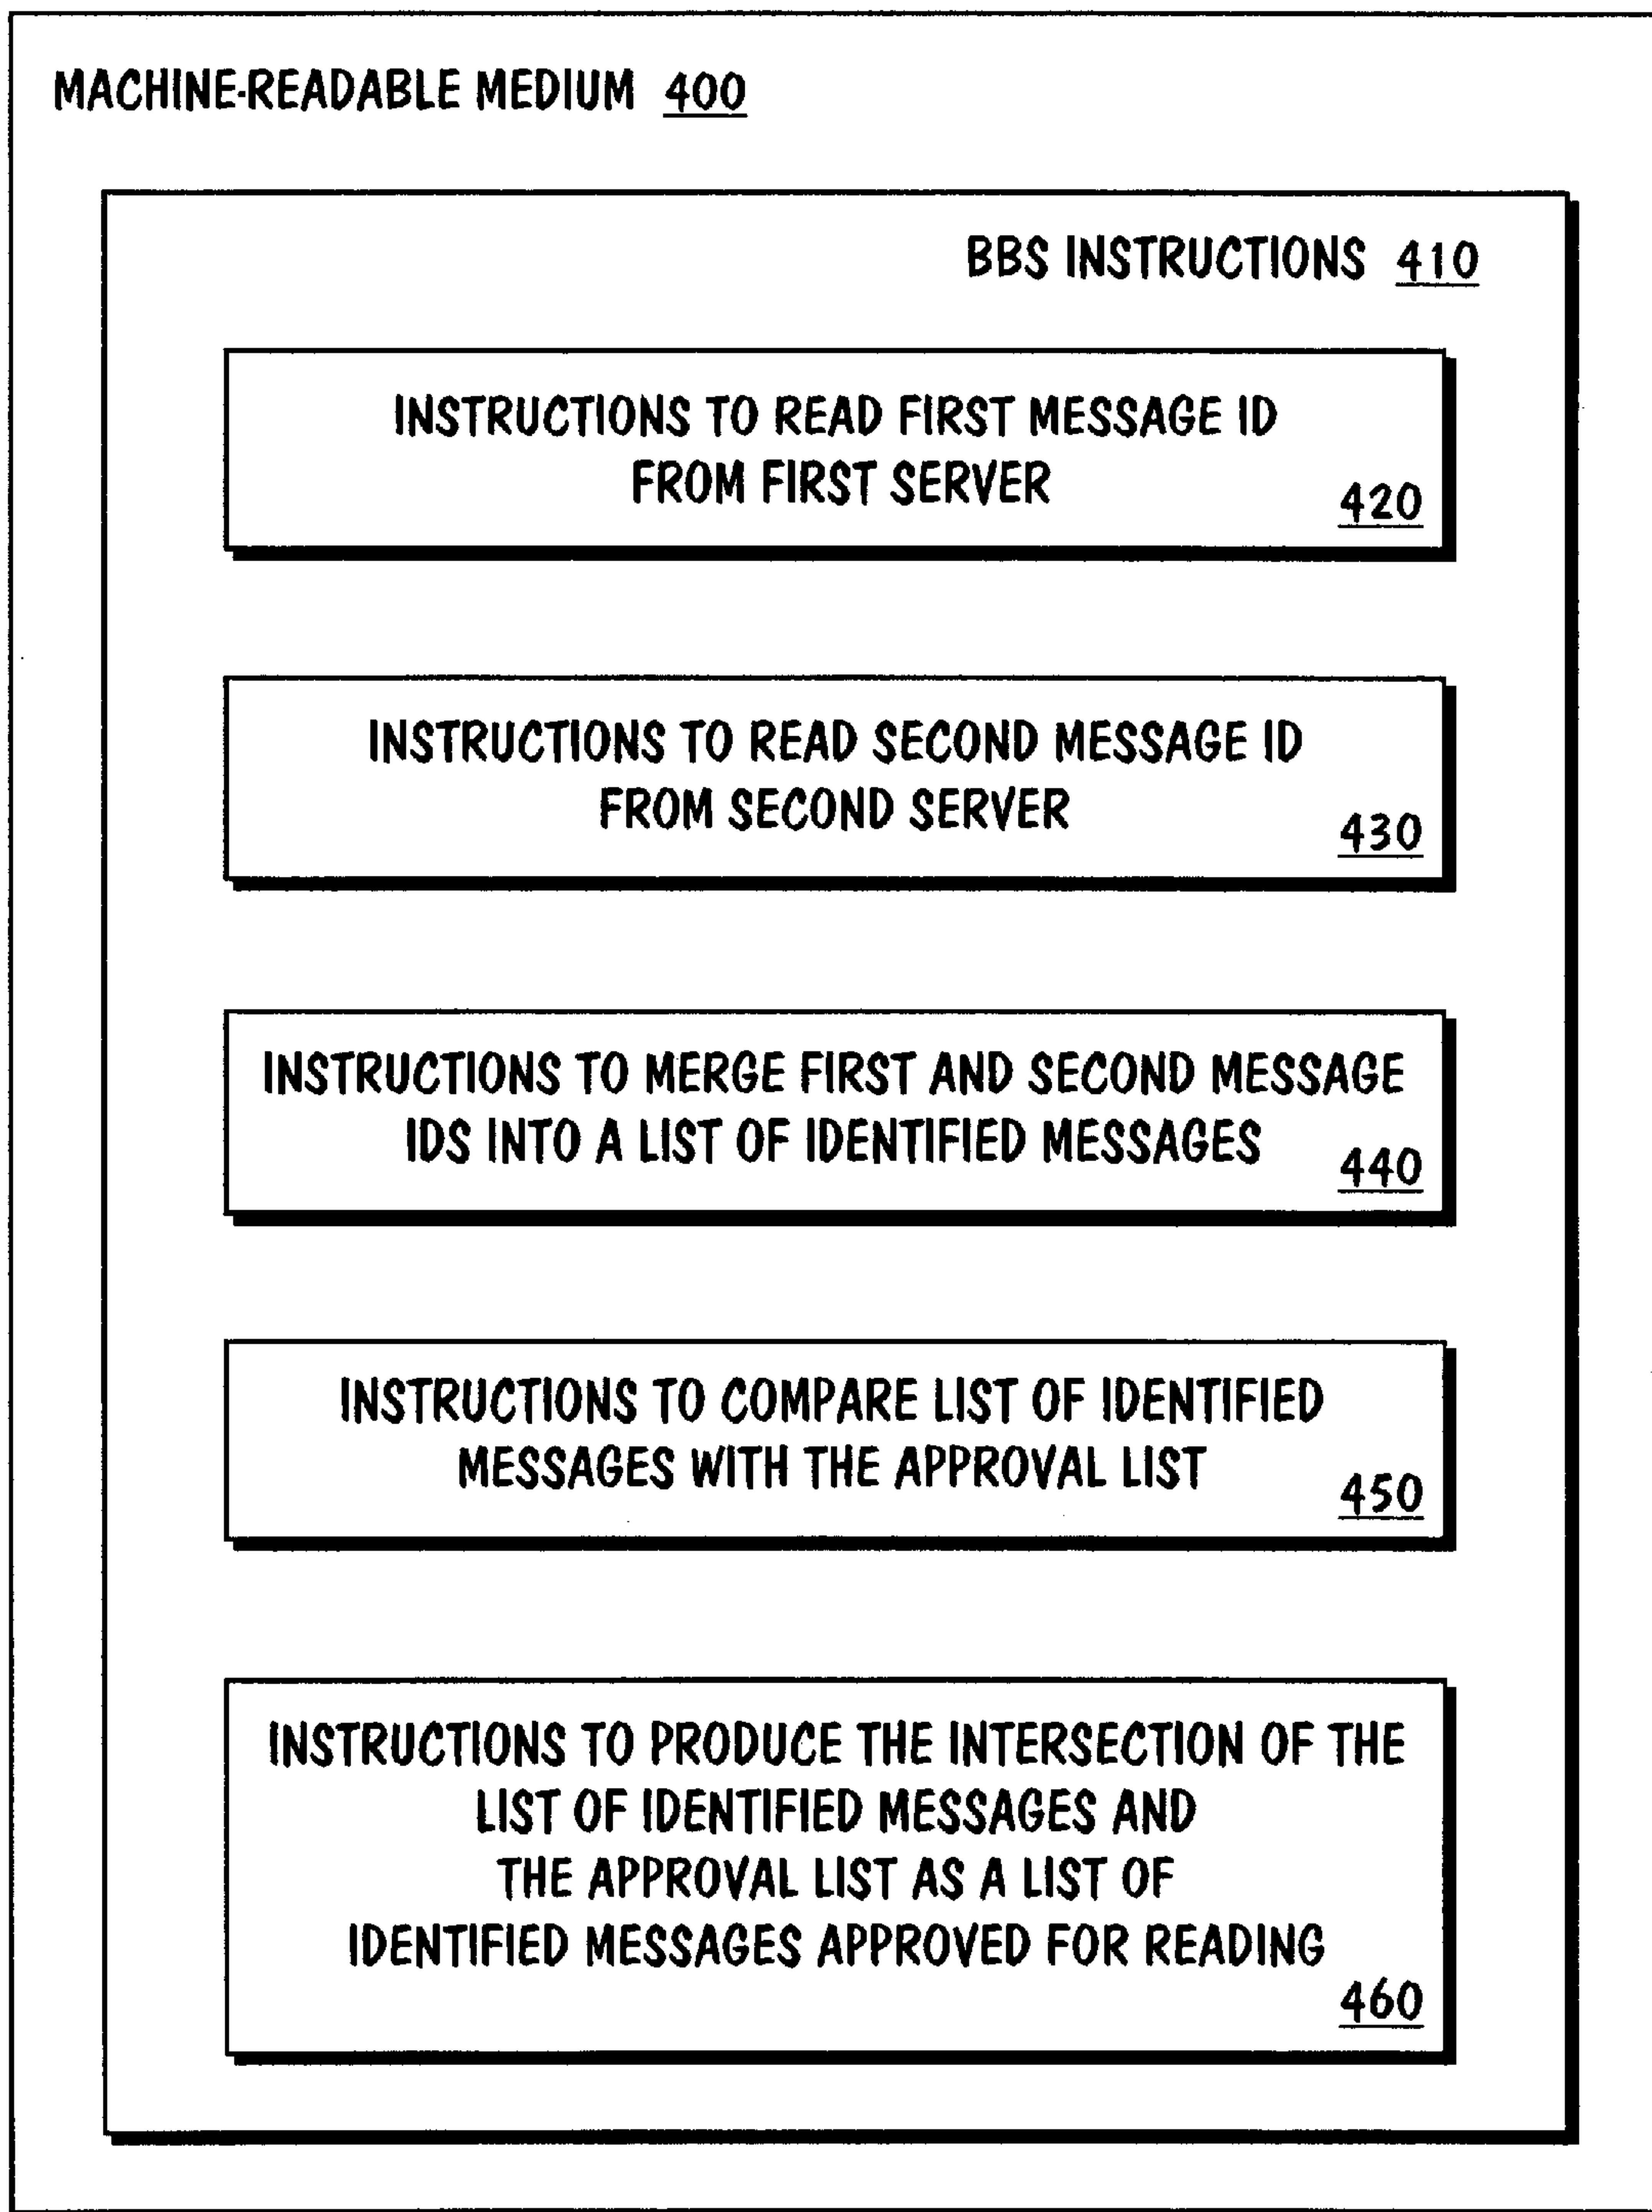 MACHINE-READABLE MEDIUM 400
BBS INSTRUCTIONS 410
INSTRUCTIONS TO READ FIRST MESSAGE ID
FROM FIRST SERVER
420
INSTRUCTIONS TO READ SECOND MESSAGE ID
FROM SECOND SERVER
430
INSTRUCTIONS TO MERGE FIRST AND SECOND MESSAGE
IDS INTO A LIST OF IDENTIFIED MESSAGES
440
INSTRUCTIONS TO COMPARE LIST OF IDENTIFIED
MESSAGES WITH THE APPROVAL LIST
450
INSTRUCTIONS TO PRODUCE THE INTERSECTION OF THE
LIST OF IDENTIFIED MESSAGES AND
THE APPROVAL LIST AS A LIST OF
IDENTIFIED MESSAGES APPROVED FOR READING
460